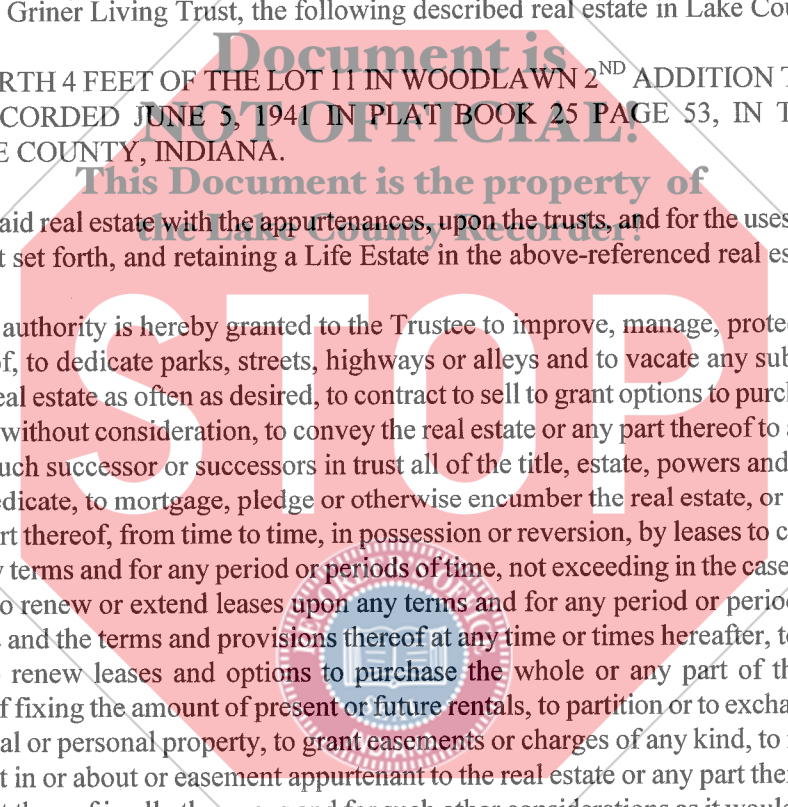 Griner Living Trust, the following described real estate in Lake Cou
Document is
RTH 4 FEET OF THE LOT 11 IN WOODLAWN 2ND ADDITION T
NOT OFFICIAL!
CORDED JUNE 5, 1941 IN PLAT BOOK 25 PAGE 53, IN T
E COUNTY, INDIANA.
This Document is the property of
aid real estate with the appurtenances, upon the trusts, and for the uses
the Lake County Recorder!
t set forth, and retaining a Life Estate in the above-referenced real es
STOP
authority is hereby granted to the Trustee to improve, manage, prote
of, to dedicate parks, streets, highways or alleys and to vacate any sub
eal estate as often as desired, to contract to sell to grant options to purch
without consideration, to convey the real estate or any part thereof to
uch successor or successors in trust all of the title, estate, powers and
edicate, to mortgage, pledge or otherwise encumber the real estate, or
rt thereof, from time to time, in possession or reversion, by leases to c
y terms and for any period or periods of time, not exceeding in the case
o renew or extend leases upon any terms and for any period or perio
and the terms and provisions thereof at any time or times hereafter, t
renew leases and options to purchase the whole or any part of th
f fixing the amount of present or future rentals, to partition or to excha
al or personal property, to grant easements or charges of any kind, to
t in or about or easement appurtenant to the real estate or any part the